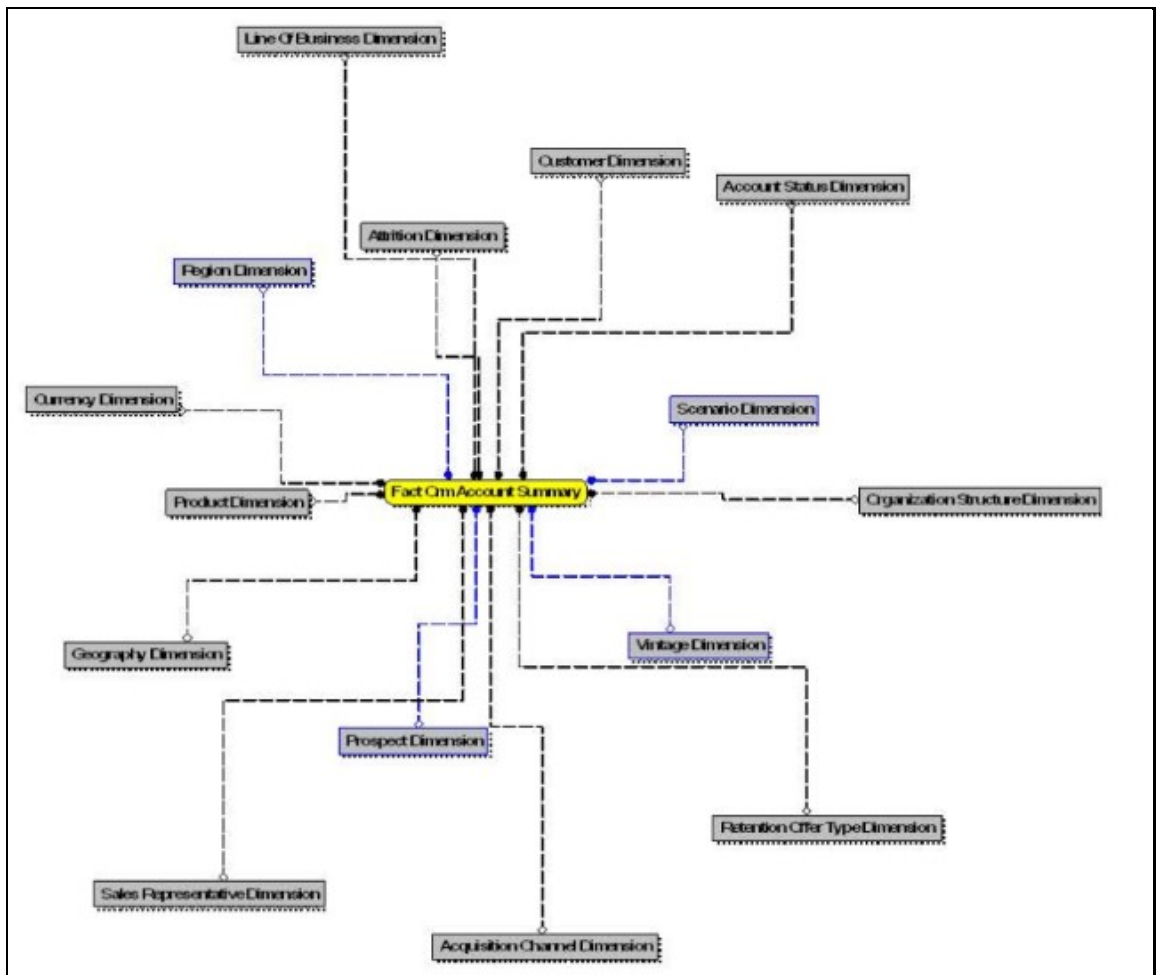 Line Of Business Dimension
Customer Dimension
Account Status Dimension
Attrition Dimension
Region Dimension
Currency Dimension
Scenario Dimension
Fact Crm Account Summary
Product Dimension
Organization Structure Dimension
Geography Dimension
Vintage Dimension
Prospect Dimension
Retention Offer Type Dimension
Sales Representative Dimension
Acquisition Channel Dimension